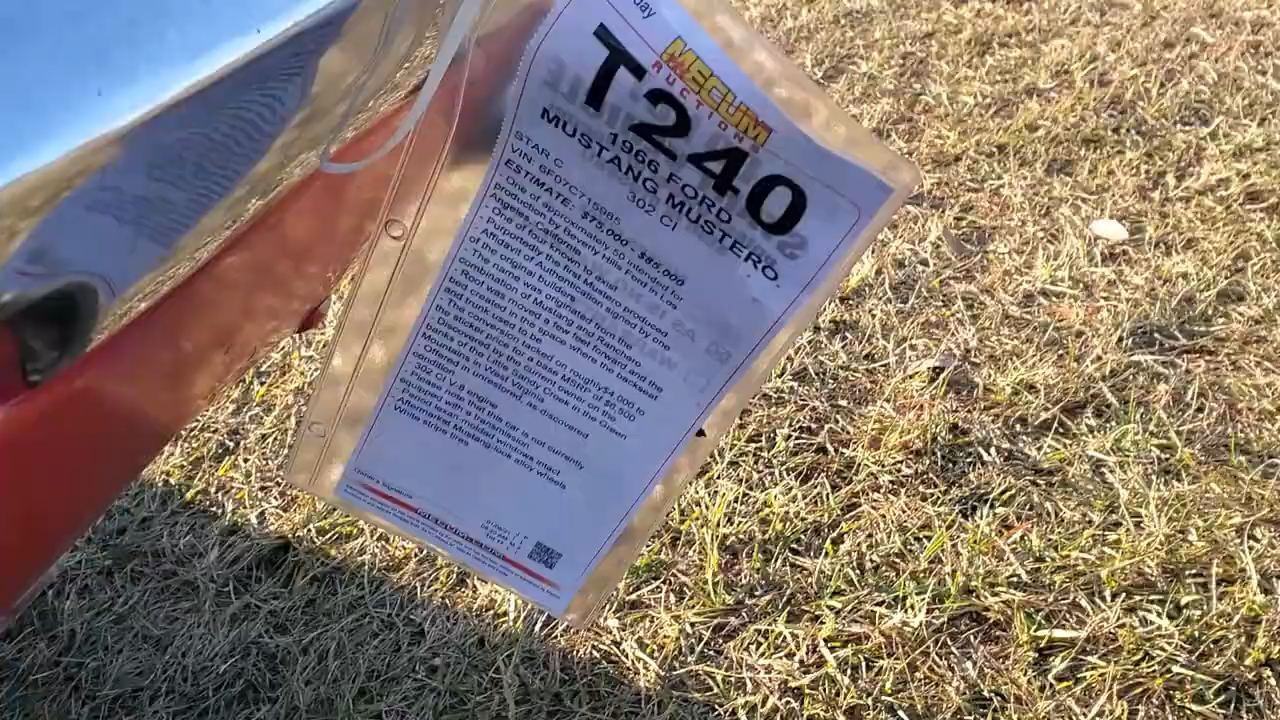 day
MECUM
AUCTIONS
T240
1966 FORD
MUSTANG MUSTERO
302 CI
STAR C
VIN: 6F07C715985
ESTIMATE: $75,000 - $85,000
- One of approximately 50 intended for
production by Beverly Hills Ford in Los
Angeles, California
- One of four known to exist
- Purportedly the first Mustero produced
- Affidavit of Authentication signed by one
of the original builders
- The name was originated from the
combination of Mustang and Ranchero
- Roof was moved a few feet forward and the
bed created in the space where the backseat
and trunk used to be
- The conversion tacked on roughly $4,000 to
the sticker price for a base MSRP of $6,500
- Discovered by the current owner on the
banks of the Little Sandy Creek in the Green
Mountains in West Virginia
- Offered in unrestored, as discovered
condition
- 302 CI V-8 engine
- Please note that this car is not currently
equipped with a transmission
- Period lexan molded windows intact
- Aftermarket Mustang-look alloy wheels
- White stripe tires
Owner's Signature
MECUM.COM